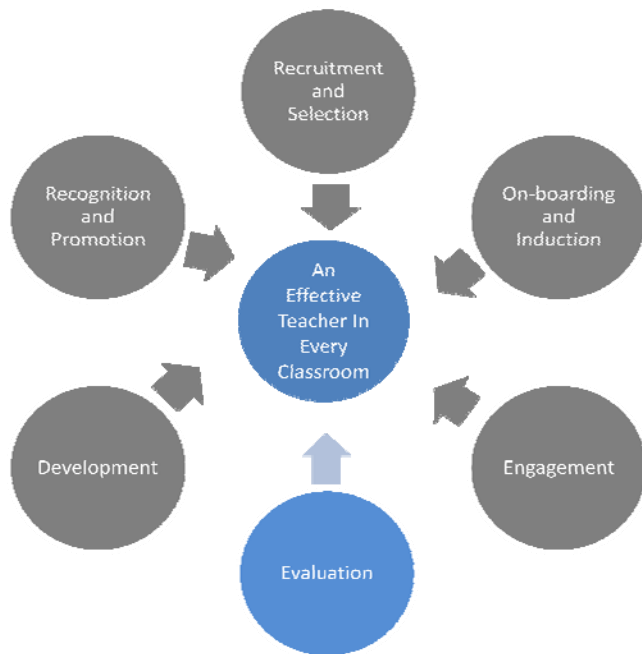 Recruitment
and
Selection
Recognition
and
Promotion
On-boarding
and
Induction
An
Effective
Teacher In
Every
Classroom
Development
Engagement
Evaluation